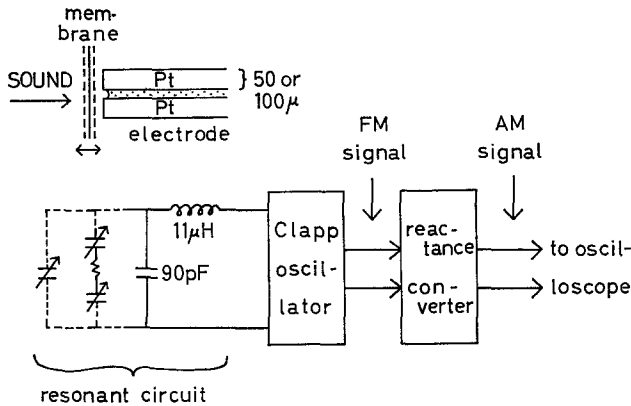 mem-
brane
SOUND
Pt
Pt
} 50 or
100μ
electrode
FM
signal
AM
signal
11μH
90pF
Clapp
oscil-
lator
reac-
tance
con-
verter
to oscil-
loscope
resonant circuit